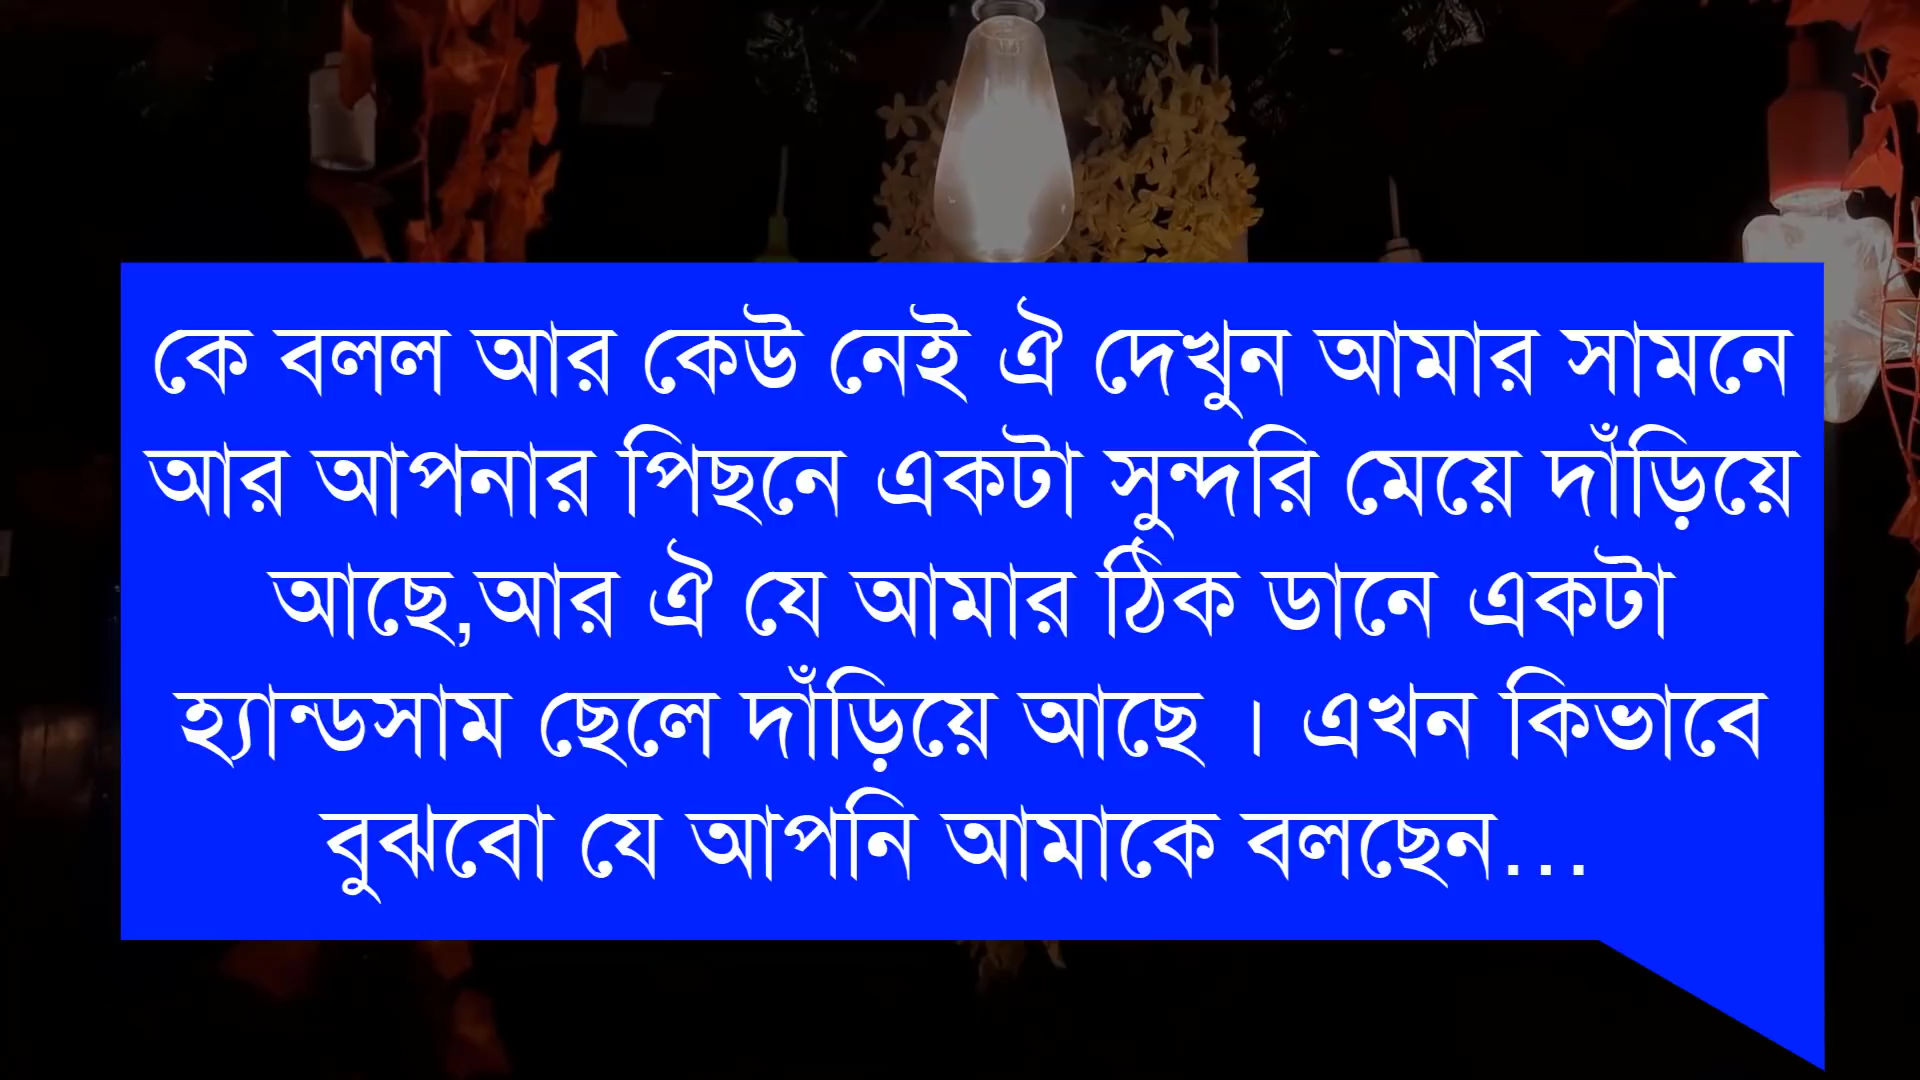 কে বলল আর কেউ নেই ঐ দেখুন আমার সামনে
আর আপনার পিছনে একটা সুন্দরি মেয়ে দাঁড়িয়ে
আছে,আর ঐ যে আমার ঠিক ডানে একটা
হ্যান্ডসাম ছেলে দাঁড়িয়ে আছে । এখন কিভাবে
বুঝবো যে আপনি আমাকে বলছেন...